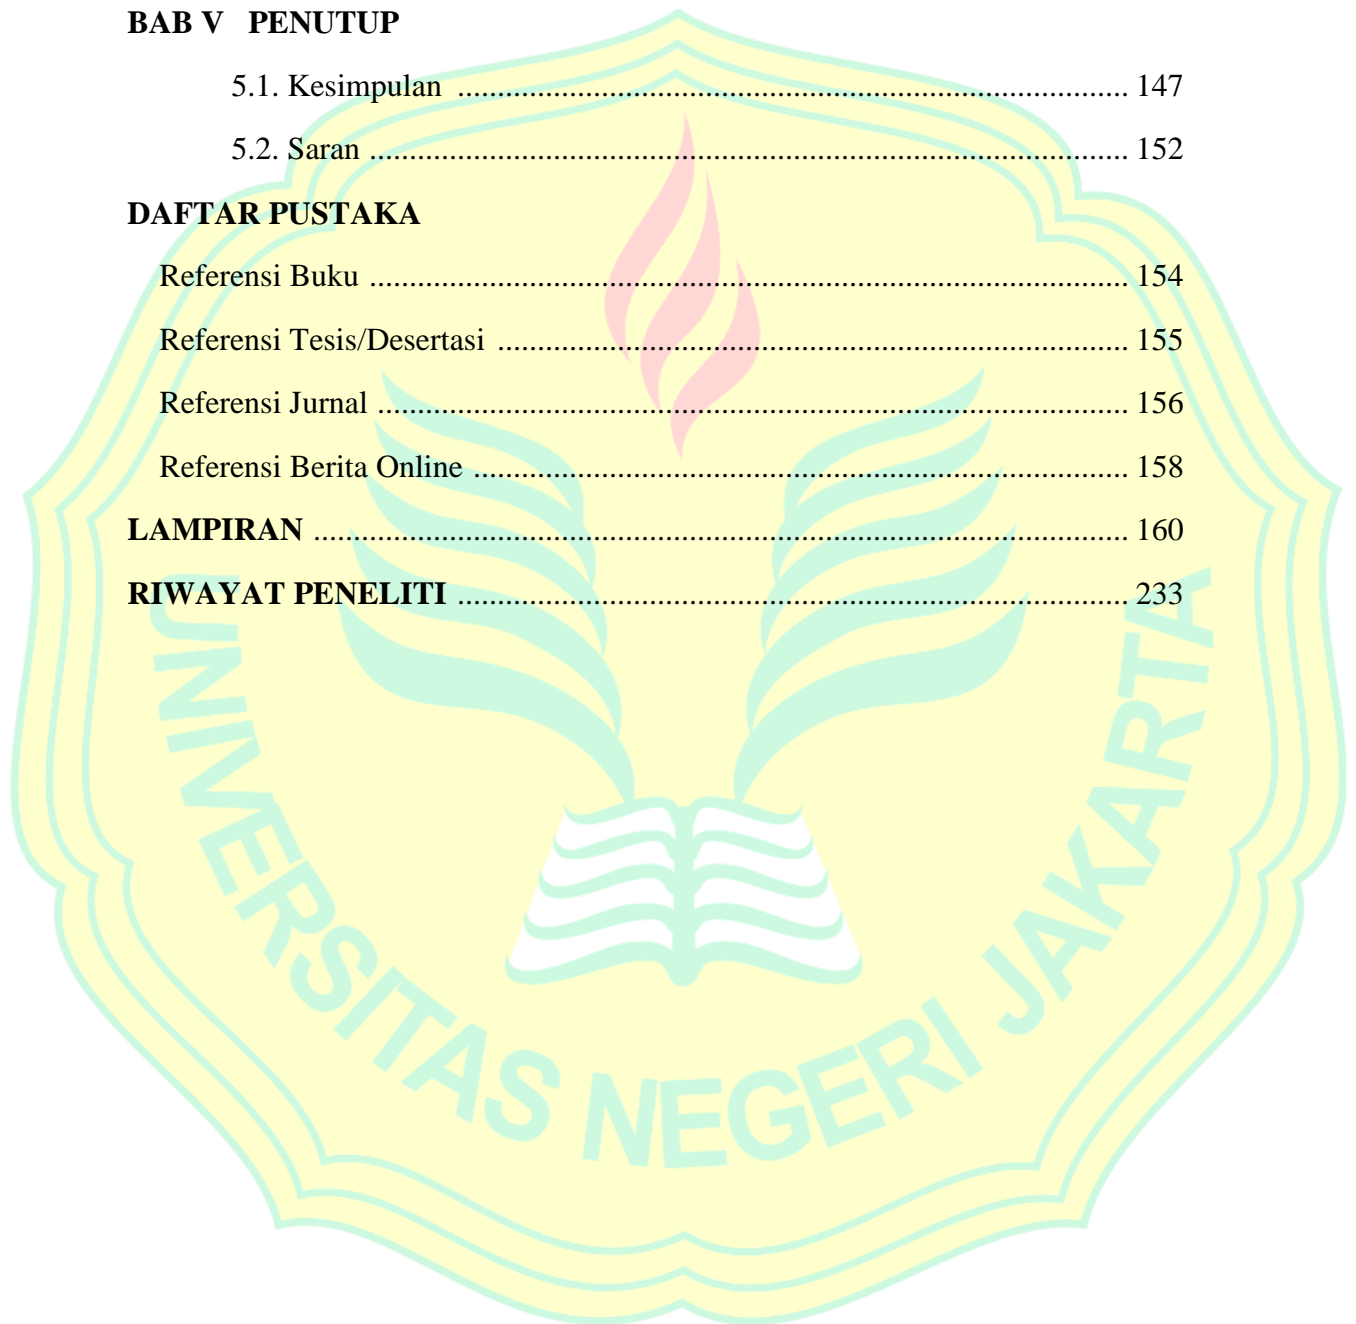 BAB V PENUTUP
5.1. Kesimpulan ........................................................................................ 147
5.2. Saran ................................................................................................... 152
DAFTAR PUSTAKA
Referensi Buku ................................................................................................... 154
Referensi Tesis/Desertasi .................................................................................. 155
Referensi Jurnal .................................................................................................. 156
Referensi Berita Online ..................................................................................... 158
LAMPIRAN .......................................................................................................... 160
RIWAYAT PENELITI ....................................................................................... 233
UNIVERSITAS NEGERI JAKARTA